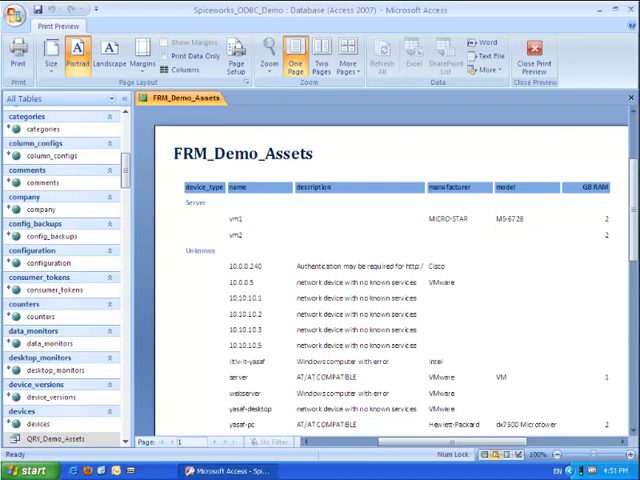 Spiceworks_ODBC_Demo : Database (Access 2007) - Microsoft Access
Print Preview
Print
Size
Portrait
Landscape
Margins
Show Margins
Print Data Only
Columns
Page Setup
Zoom
One Page
Two Pages
More Pages
Refresh All
Excel
SharePoint List
Word
Text File
More
Close Print Preview
Print
Page Layout
Zoom
Data
Close Preview
All Tables
FRM_Demo_Assets
categories
categories
column_configs
column_configs
comments
comments
company
company
config_backups
config_backups
configuration
configuration
consumer_tokens
consumer_tokens
counters
counters
data_monitors
data_monitors
desktop_monitors
desktop_monitors
device_versions
device_versions
devices
devices
QRY_Demo_Assets
FRM_Demo_Assets
device_type name description manufacturer model GB RAM
Server
vm1 MICRO-STAR MS-6728 2
vm2 2
Unknown
10.0.0.240 Authentication may be required for http:/ Cisco
10.0.0.5 network device with no known services VMware
10.10.10.1 network device with no known services
10.10.10.2 network device with no known services
10.10.10.3 network device with no known services
10.10.10.5 network device with no known services
Windows computer with error Intel
server AT/AT COMPATIBLE VMware VM 1
webserver Windows computer with error VMware
yasaf-desktop network device with no known services VMware
yasaf-pc AT/AT COMPATIBLE Hewlett-Packard dx7500 Microtower 2
Page: 1 No Filter
Ready Num Lock 100%
start Microsoft Access - Spi... EN 4:51 PM